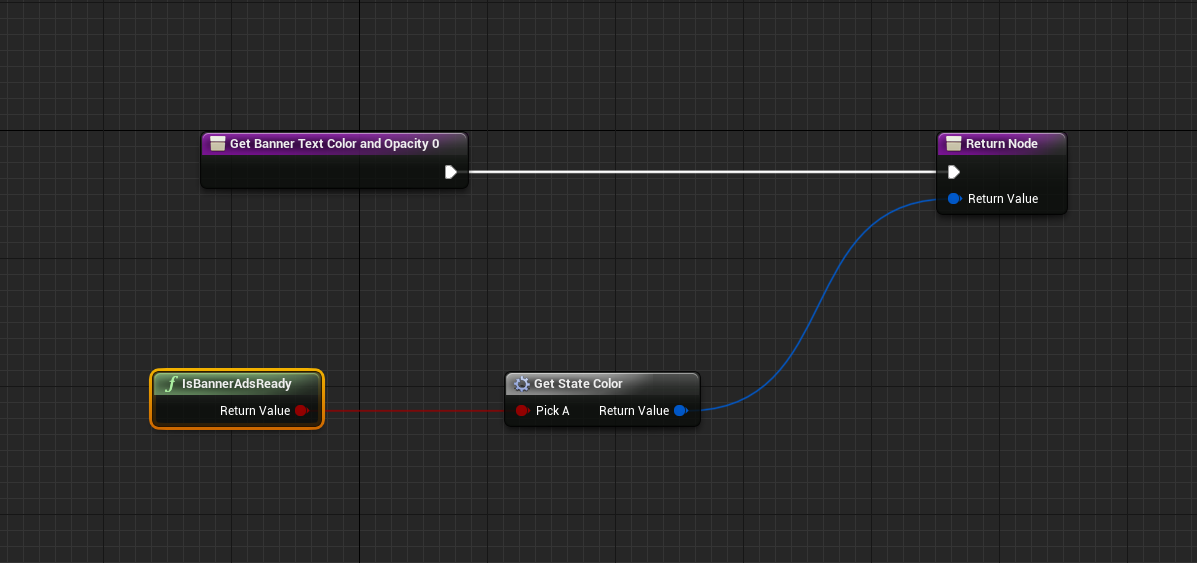 Get Banner Text Color and Opacity 0
Return Node
Return Value
IsBannerAdsReady
Return Value
Get State Color
Pick A Return Value